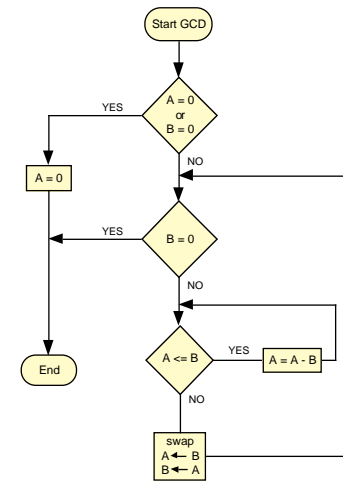 Start GCD
A = 0
or
B = 0
YES
NO
A = 0
B = 0
YES
NO
A <= B
YES
A = A - B
NO
End
swap
A ← B
B ← A